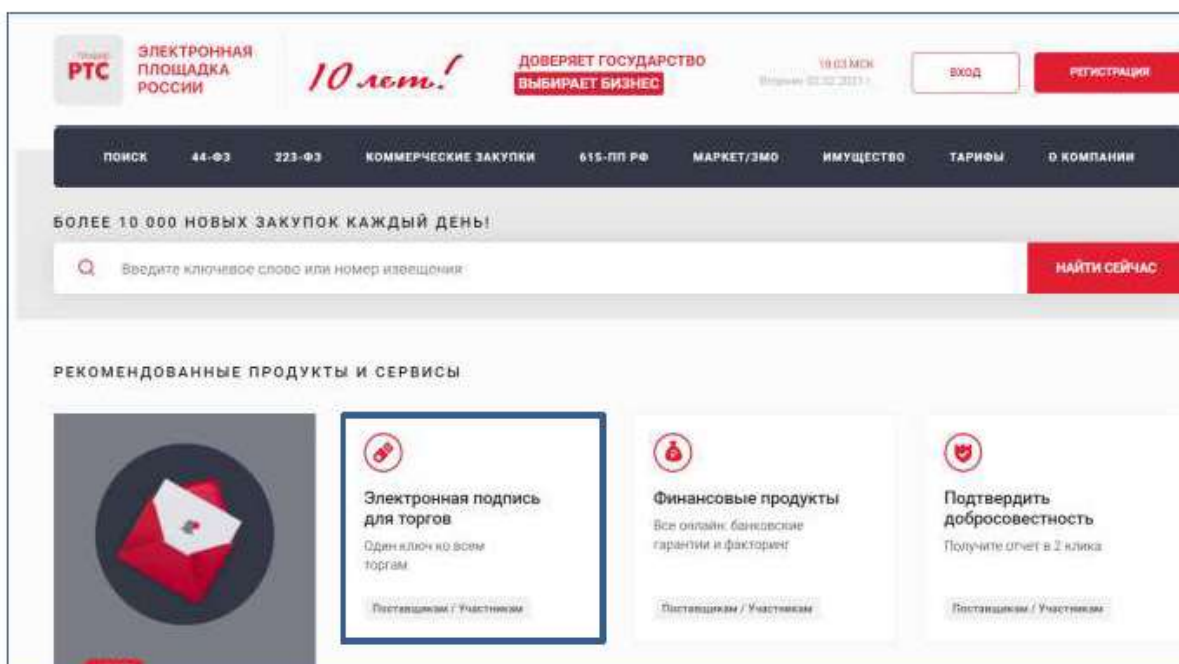 РТС
ЭЛЕКТРОННАЯ
ПЛОЩАДКА
РОССИИ
10 лет!
ДОВЕРЯЕТ ГОСУДАРСТВО
ВЫБИРАЕТ БИЗНЕС
19:03 МСК
ВХОД
РЕГИСТРАЦИЯ
ПОИСК 44-ФЗ 223-ФЗ КОММЕРЧЕСКИЕ ЗАКУПКИ 615-ПП РФ МАРКЕТ/ЗМО ИМУЩЕСТВО ТАРИФЫ О КОМПАНИИ
БОЛЕЕ 10 000 НОВЫХ ЗАКУПОК КАЖДЫЙ ДЕНЬ!
Введите ключевое слово или номер извещения
НАЙТИ СЕЙЧАС
РЕКОМЕНДОВАННЫЕ ПРОДУКТЫ И СЕРВИСЫ
Электронная подпись
для торгов
Один ключ ко всем
торгам
Поставщикам / Участникам
Финансовые продукты
Все онлайн: банковские
гарантии и факторинг
Поставщикам / Участникам
Подтвердить
добросовестность
Получите отчет в 2 клика
Поставщикам / Участникам